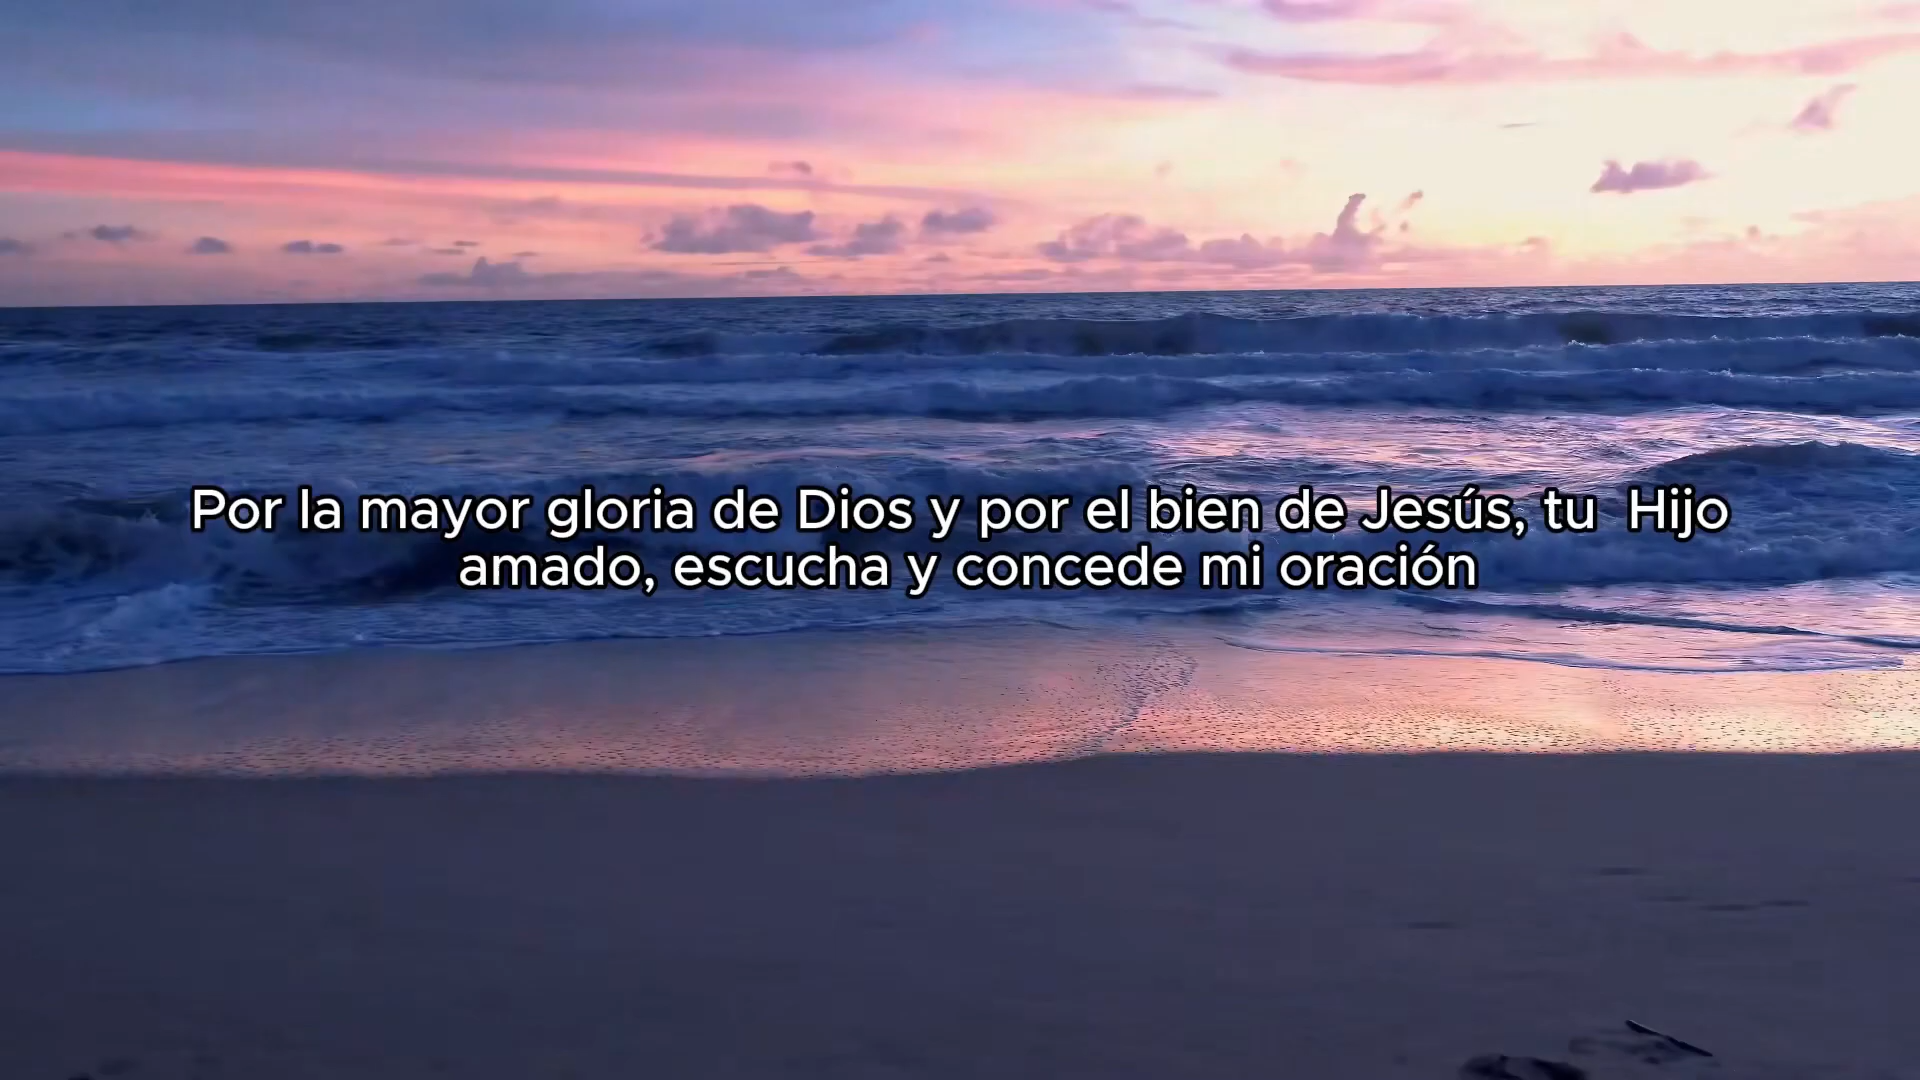 Por la mayor gloria de Dios y por el bien de Jesús, tu  Hijo
amado, escucha y concede mi oración